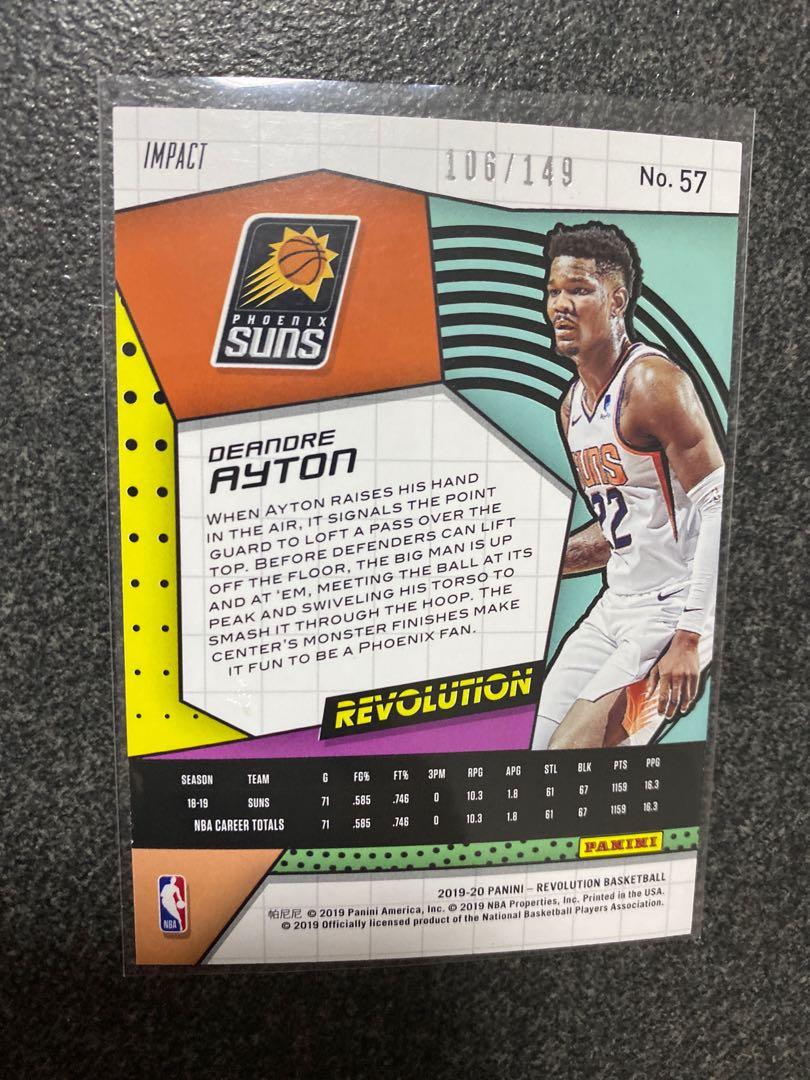 IMPACT
106/149
No. 57
PHOENIX
SUNS
DEANDRE
AYTON
WHEN AYTON RAISES HIS HAND
IN THE AIR, IT SIGNALS THE POINT
GUARD TO LOFT A PASS OVER THE
TOP. BEFORE DEFENDERS CAN LIFT
OFF THE FLOOR, THE BIG MAN IS UP
AND AT 'EM, MEETING THE BALL AT ITS
PEAK AND SWIVELING HIS TORSO TO
SMASH IT THROUGH THE HOOP. THE
CENTER'S MONSTER FINISHES MAKE
IT FUN TO BE A PHOENIX FAN.
SUNS
22
REVOLUTION
SEASON TEAM G FG% FT% 3PM RPG APG STL BLK PTS PPG
18-19 SUNS 71 .585 .746 0 10.3 1.8 61 67 1159 16.3
NBA CAREER TOTALS 71 .585 .746 0 10.3 1.8 61 67 1159 16.3
PANINI
NBA
2019-20 PANINI – REVOLUTION BASKETBALL
帕尼尼 © 2019 Panini America, Inc. © 2019 NBA Properties, Inc. Printed in the USA.
© 2019 Officially licensed product of the National Basketball Players Association.